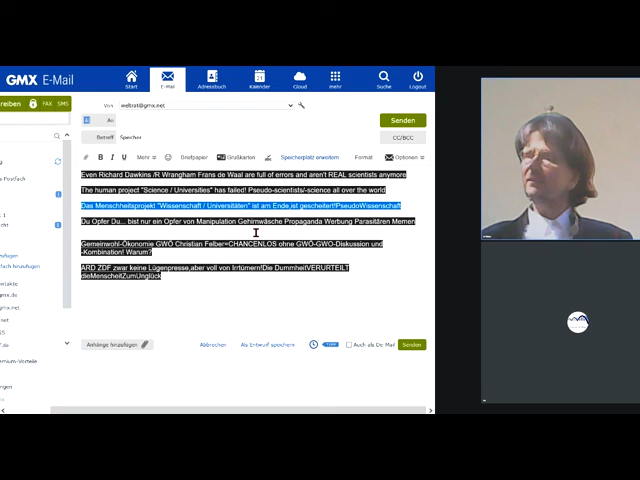 GMX E-Mail
Start
E-Mail
Adressbuch
Kalender
Cloud
mehr
Suche
Logout
reiben FAX SMS
Von weltrat@gmx.net
An
Senden
Betreff Speicher
CC/BCC
B I U Mehr Briefpapier Grußkarten Speicherplatz erweitern Format Optionen
Even Richard Dawkins /R Wrangham Frans de Waal are full of errors and aren't REAL scientists anymore
The human project "Science / Universities" has failed! Pseudo-scientists/-science all over the world
Das Menschheitsprojekt "Wissenschaft / Universitäten" ist am Ende,ist gescheitert!PseudoWissenschaft
Du Opfer Du... bist nur ein Opfer von Manipulation Gehirnwäsche Propaganda Werbung Parasitären Memen
Gemeinwohl-Ökonomie GWÖ Christian Felber=CHANCENLOS ohne GWÖ-GWO-Diskussion und
-Kombination! Warum?
ARD ZDF zwar keine Lügenpresse,aber voll von Irrtümern!Die DummheitVERURTEILT
dieMenscheitZumUnglück
Anhänge hinzufügen
Abbrechen
Als Entwurf speichern
Auch als De-Mail
Senden